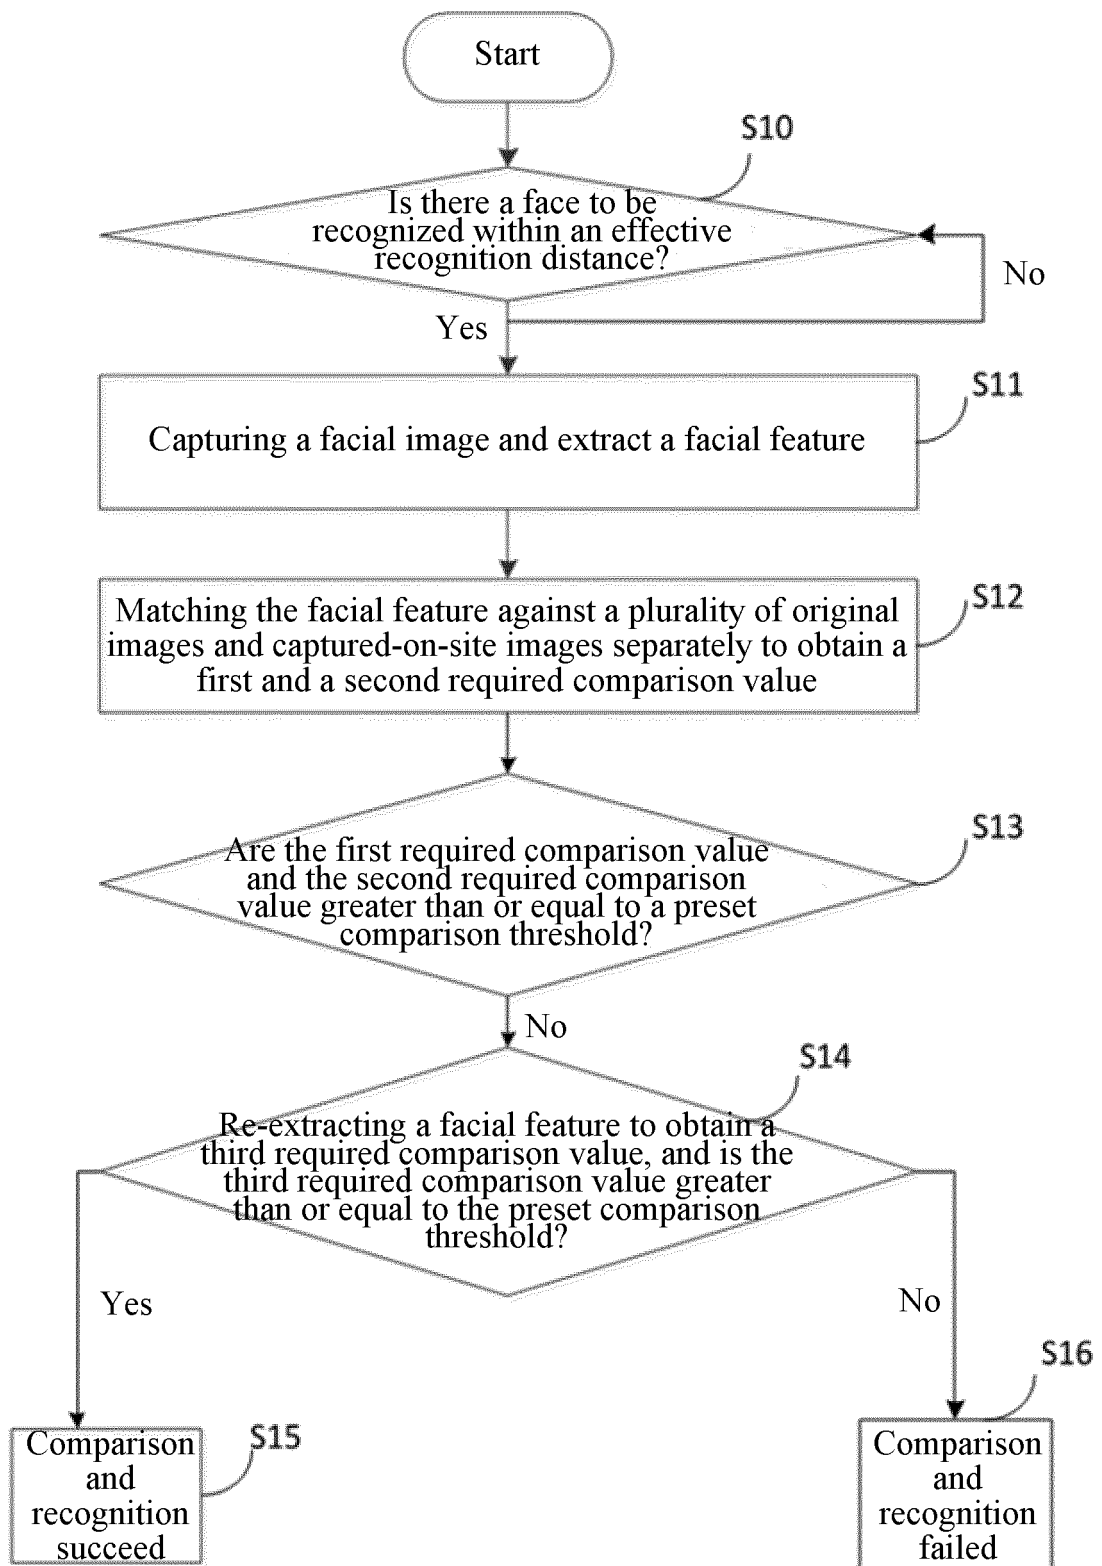 Start
S10
Is there a face to be
recognized within an effective
recognition distance?
No
Yes
S11
Capturing a facial image and extract a facial feature
S12
Matching the facial feature against a plurality of original
images and captured-on-site images separately to obtain a
first and a second required comparison value
S13
Are the first required comparison value
and the second required comparison
value greater than or equal to a preset
comparison threshold?
No
S14
Re-extracting a facial feature to obtain a
third required comparison value, and is the
third required comparison value greater
than or equal to the preset comparison
threshold?
Yes
No
S15
Comparison
and
recognition
succeed
S16
Comparison
and
recognition
failed